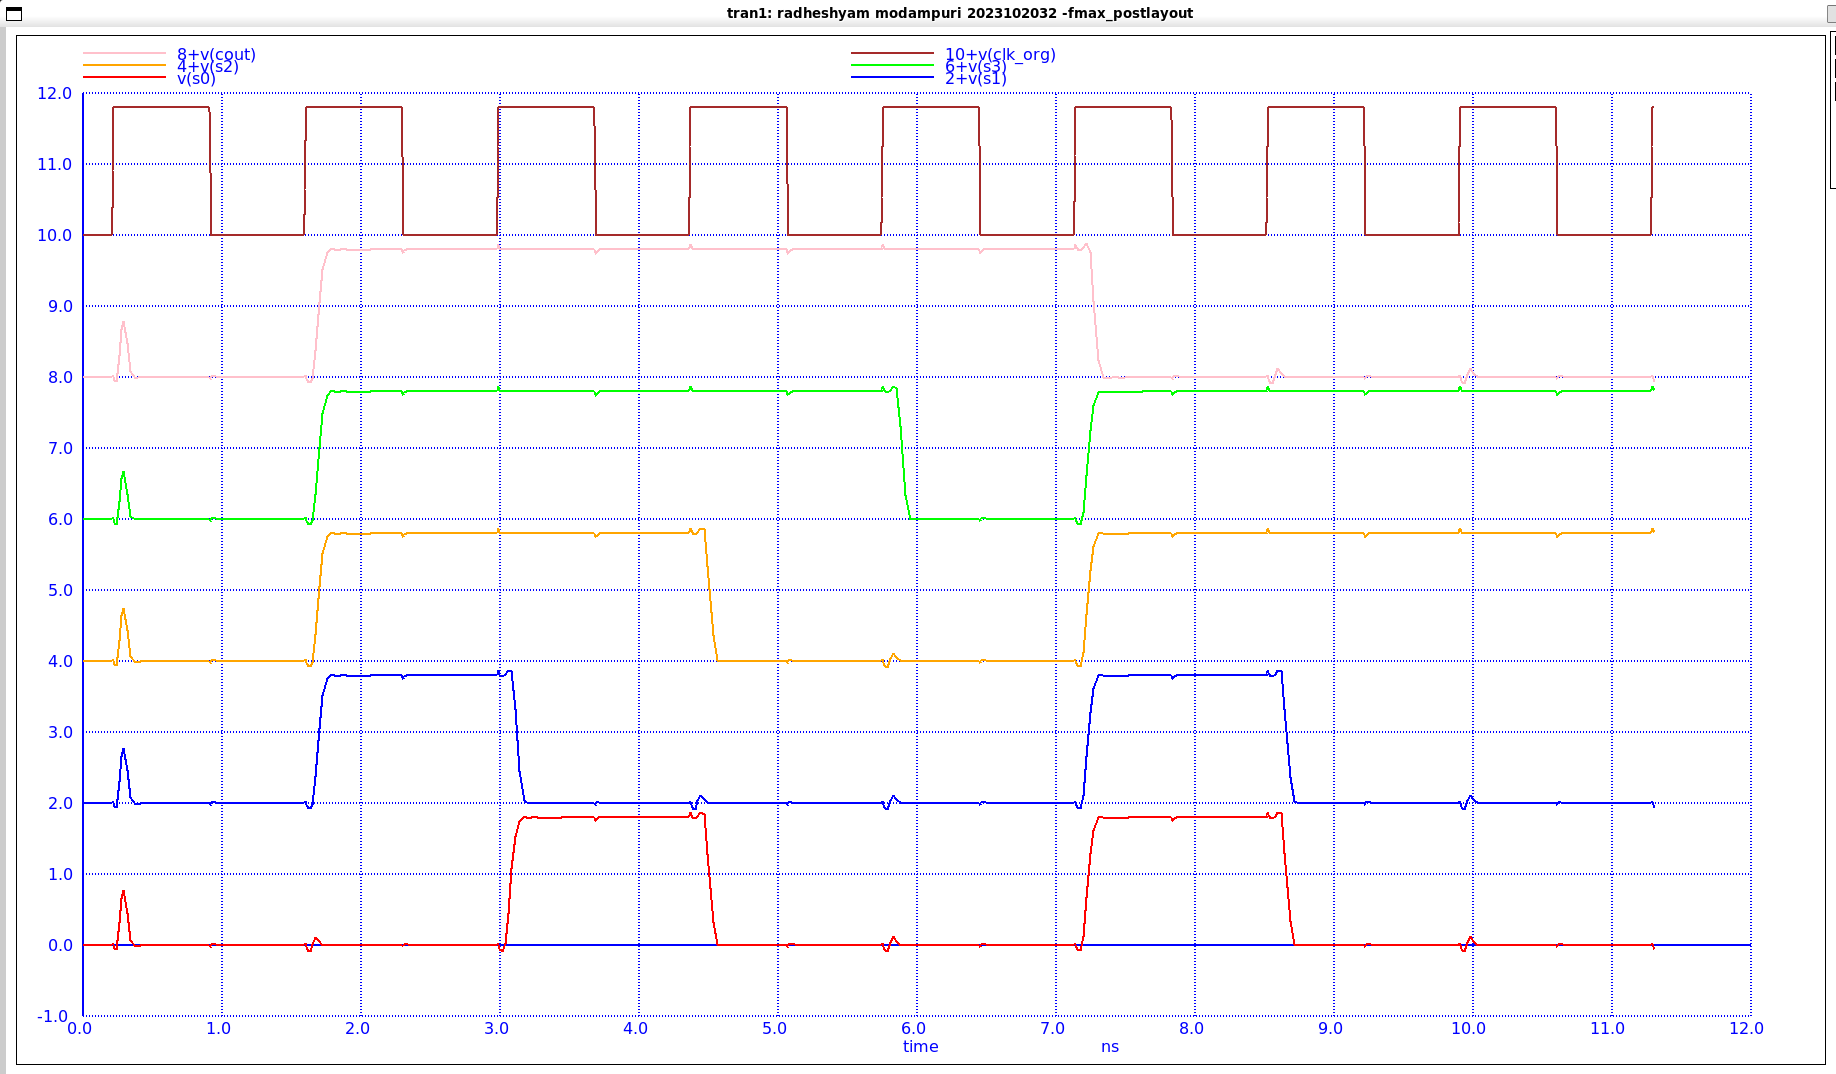 tran1: radheshyam modampuri 2023102032 -fmax_postlayout
8+v(cout) 10+v(clk_org)
4+v(s2) 6+v(s3)
v(s0) 2+v(s1)
12.0
11.0
10.0
9.0
8.0
7.0
6.0
5.0
4.0
3.0
2.0
1.0
0.0
-1.0
0.0 1.0 2.0 3.0 4.0 5.0 6.0 7.0 8.0 9.0 10.0 11.0 12.0
time ns